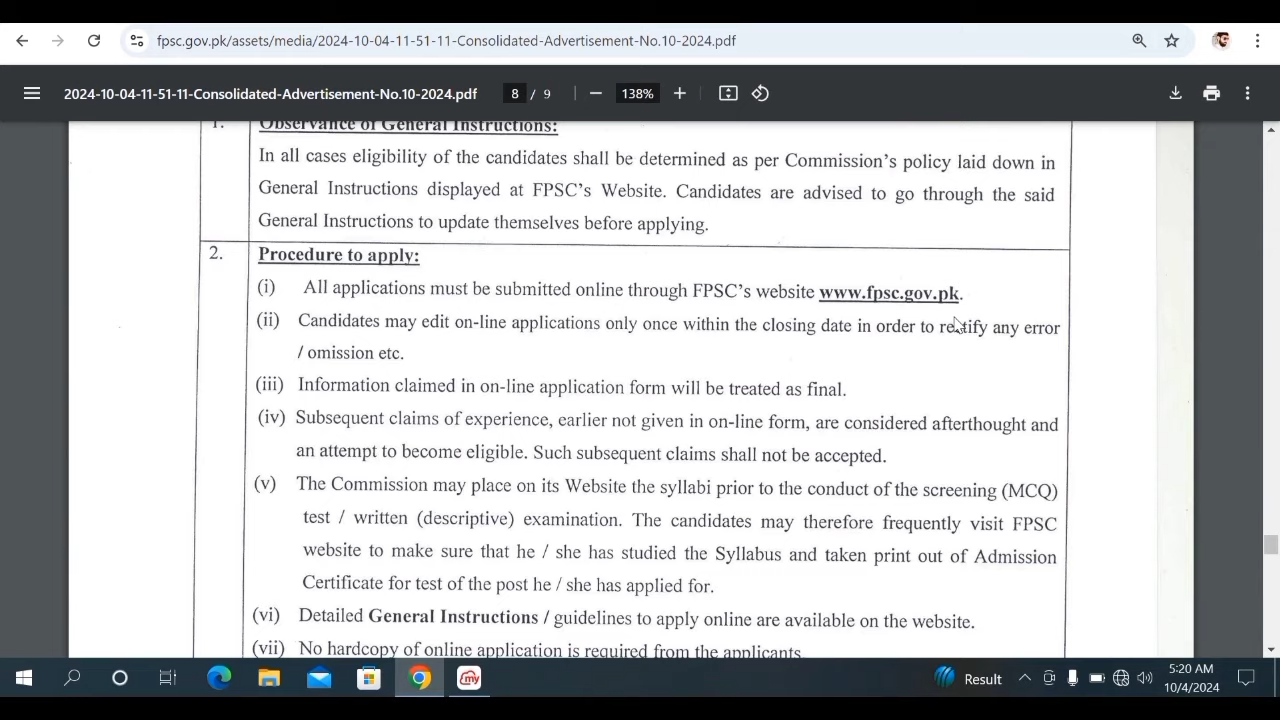 fpsc.gov.pk/assets/media/2024-10-04-11-51-11-Consolidated-Advertisement-No.10-2024.pdf
2024-10-04-11-51-11-Consolidated-Advertisement-No.10-2024.pdf
8 / 9
138%
1. Observance of General Instructions:
In all cases eligibility of the candidates shall be determined as per Commission's policy laid down in
General Instructions displayed at FPSC's Website. Candidates are advised to go through the said
General Instructions to update themselves before applying.
2. Procedure to apply:
(i) All applications must be submitted online through FPSC's website www.fpsc.gov.pk.
(ii) Candidates may edit on-line applications only once within the closing date in order to rectify any error
/ omission etc.
(iii) Information claimed in on-line application form will be treated as final.
(iv) Subsequent claims of experience, earlier not given in on-line form, are considered afterthought and
an attempt to become eligible. Such subsequent claims shall not be accepted.
(v) The Commission may place on its Website the syllabi prior to the conduct of the screening (MCQ)
test / written (descriptive) examination. The candidates may therefore frequently visit FPSC
website to make sure that he / she has studied the Syllabus and taken print out of Admission
Certificate for test of the post he / she has applied for.
(vi) Detailed General Instructions / guidelines to apply online are available on the website.
(vii) No hardcopy of online application is required from the applicants
my
Result
5:20 AM
10/4/2024